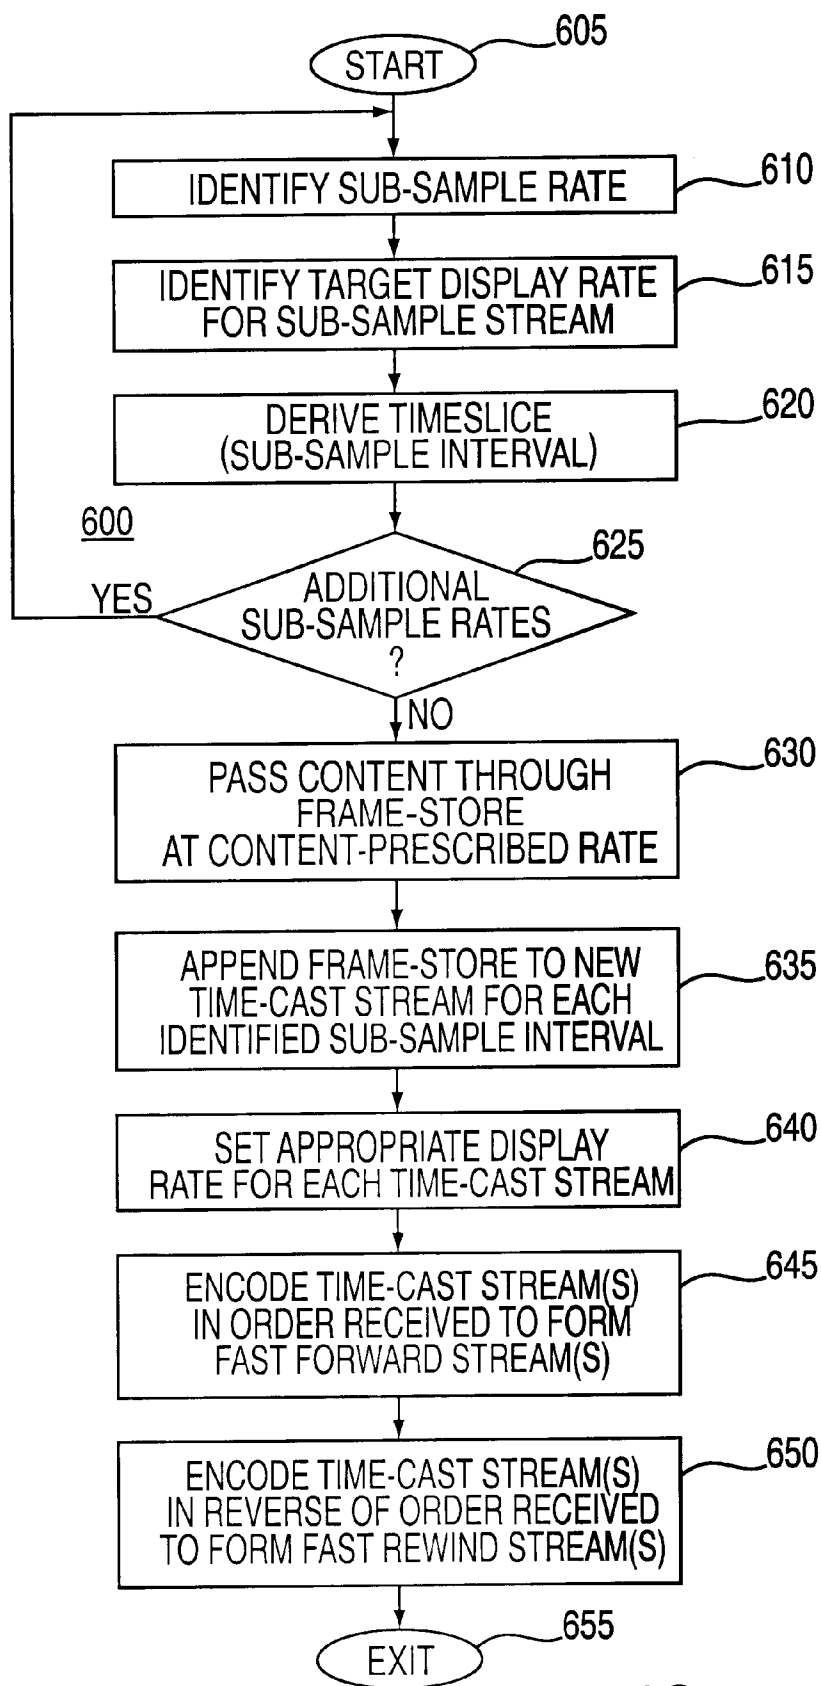 605
START
610
IDENTIFY SUB-SAMPLE RATE
615
IDENTIFY TARGET DISPLAY RATE
FOR SUB-SAMPLE STREAM
620
DERIVE TIMESLICE
(SUB-SAMPLE INTERVAL)
600
625
YES
ADDITIONAL
SUB-SAMPLE RATES
?
NO
630
PASS CONTENT THROUGH
FRAME-STORE
AT CONTENT-PRESCRIBED RATE
635
APPEND FRAME-STORE TO NEW
TIME-CAST STREAM FOR EACH
IDENTIFIED SUB-SAMPLE INTERVAL
640
SET APPROPRIATE DISPLAY
RATE FOR EACH TIME-CAST STREAM
645
ENCODE TIME-CAST STREAM(S)
IN ORDER RECEIVED TO FORM
FAST FORWARD STREAM(S)
650
ENCODE TIME-CAST STREAM(S)
IN REVERSE OF ORDER RECEIVED
TO FORM FAST REWIND STREAM(S)
655
EXIT